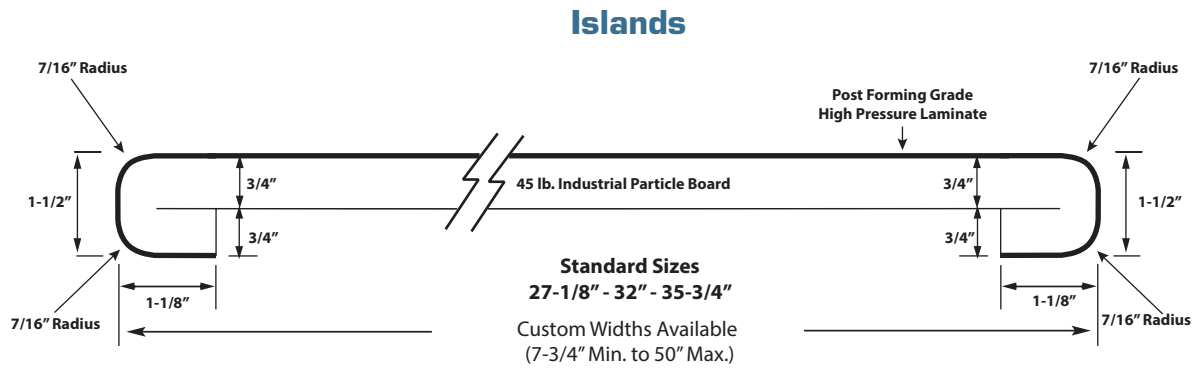 Islands
7/16” Radius
7/16” Radius
Post Forming Grade
High Pressure Laminate
3/4”
45 lb. Industrial Particle Board
3/4”
1-1/2”
1-1/2”
3/4”
3/4”
Standard Sizes
27-1/8” - 32” - 35-3/4”
1-1/8”
1-1/8”
7/16” Radius
7/16” Radius
Custom Widths Available
(7-3/4” Min. to 50” Max.)